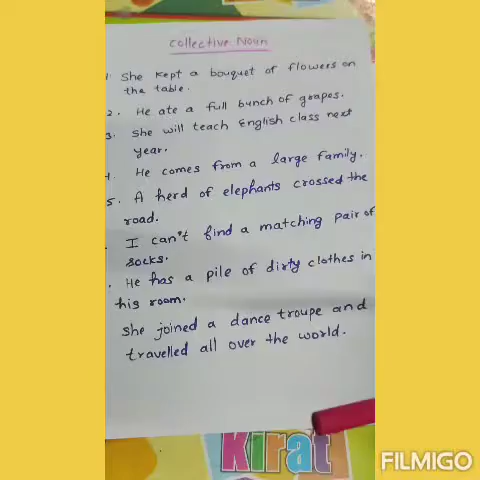 Collective Noun
1. She kept a bouquet of flowers on
the table.
2. He ate a full bunch of grapes.
3. She will teach English class next
year.
4. He comes from a large family.
5. A herd of elephants crossed the
road.
. I can't find a matching pair of
socks.
. He has a pile of dirty clothes in
his room.
She joined a dance troupe and
travelled all over the world.
Kirat
FILMIGO